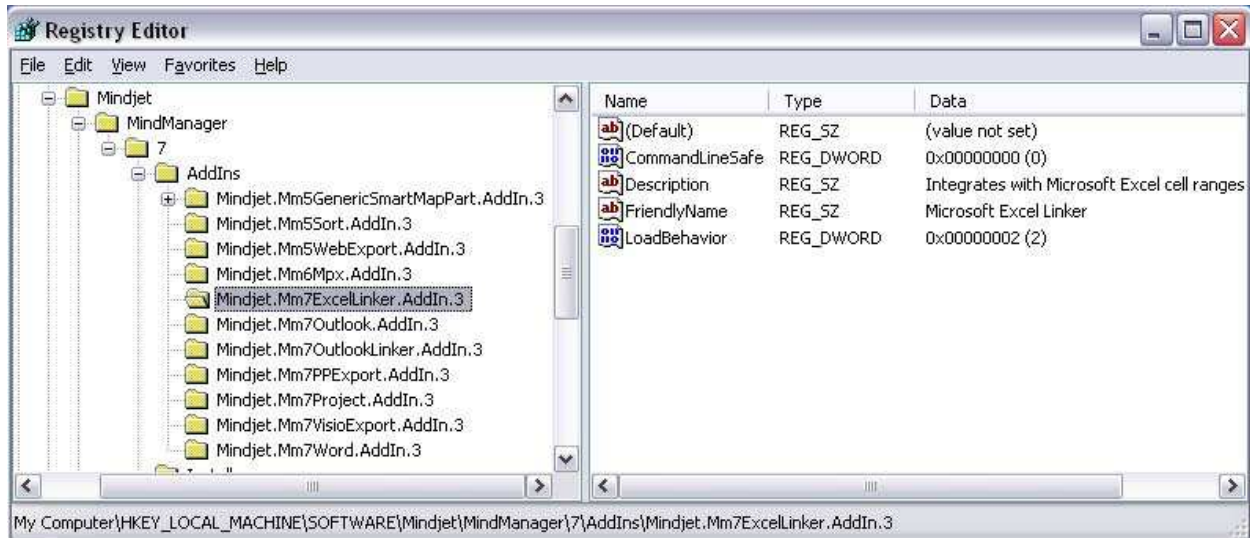 Registry Editor
File Edit View Favorites Help
Mindjet
MindManager
7
AddIns
Mindjet.Mm5GenericSmartMapPart.AddIn.3
Mindjet.Mm5Sort.AddIn.3
Mindjet.Mm5WebExport.AddIn.3
Mindjet.Mm6Mpx.AddIn.3
Mindjet.Mm7ExcelLinker.AddIn.3
Mindjet.Mm7Outlook.AddIn.3
Mindjet.Mm7OutlookLinker.AddIn.3
Mindjet.Mm7PPExport.AddIn.3
Mindjet.Mm7Project.AddIn.3
Mindjet.Mm7VisioExport.AddIn.3
Mindjet.Mm7Word.AddIn.3
Name Type Data
(Default) REG_SZ (value not set)
CommandLineSafe REG_DWORD 0x00000000 (0)
Description REG_SZ Integrates with Microsoft Excel cell ranges
FriendlyName REG_SZ Microsoft Excel Linker
LoadBehavior REG_DWORD 0x00000002 (2)
My Computer\HKEY_LOCAL_MACHINE\SOFTWARE\Mindjet\MindManager\7\AddIns\Mindjet.Mm7ExcelLinker.AddIn.3